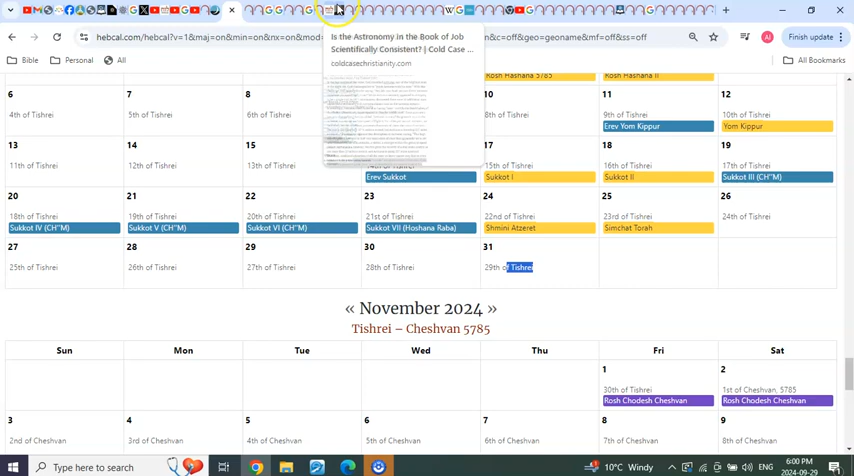 hebcal.com/hebcal?v=1&maj=on&min=on&nx=on&mod=
c=off&geo=geoname&mf=off&ss=off
Finish update
Bible
Personal
All
All Bookmarks
Is the Astronomy in the Book of Job
Scientifically Consistent? | Cold Case ...
coldcasechristianity.com
Rosh Hashana 5785
Rosh Hashana II
6
7
8
10
11
12
4th of Tishrei
5th of Tishrei
6th of Tishrei
8th of Tishrei
9th of Tishrei
10th of Tishrei
Erev Yom Kippur
Yom Kippur
13
14
15
17
18
19
11th of Tishrei
12th of Tishrei
13th of Tishrei
15th of Tishrei
16th of Tishrei
17th of Tishrei
Erev Sukkot
Sukkot I
Sukkot II
Sukkot III (CH"M)
20
21
22
23
24
25
26
18th of Tishrei
19th of Tishrei
20th of Tishrei
21st of Tishrei
22nd of Tishrei
23rd of Tishrei
24th of Tishrei
Sukkot IV (CH"M)
Sukkot V (CH"M)
Sukkot VI (CH"M)
Sukkot VII (Hoshana Raba)
Shmini Atzeret
Simchat Torah
27
28
29
30
31
25th of Tishrei
26th of Tishrei
27th of Tishrei
28th of Tishrei
29th of Tishrei
« November 2024 »
Tishrei – Cheshvan 5785
Sun
Mon
Tue
Wed
Thu
Fri
Sat
1
2
30th of Tishrei
1st of Cheshvan, 5785
Rosh Chodesh Cheshvan
Rosh Chodesh Cheshvan
3
4
5
6
7
8
9
2nd of Cheshvan
3rd of Cheshvan
4th of Cheshvan
5th of Cheshvan
6th of Cheshvan
7th of Cheshvan
8th of Cheshvan
Type here to search
10°C Windy
ENG
6:00 PM
2024-09-29